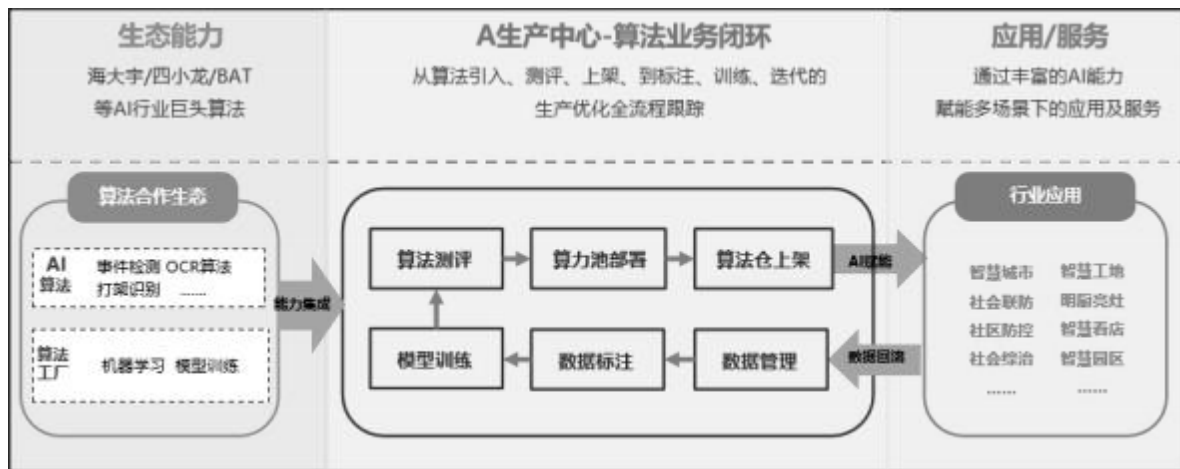 生态能力
海大宇/四小龙/BAT
等AI行业巨头算法
A生产中心-算法业务闭环
从算法引入、测评、上架、到标注、训练、迭代的
生产优化全流程跟踪
应用/服务
通过丰富的AI能力
赋能多场景下的应用及服务
算法合作生态
AI
算法
事件检测 OCR算法
打架识别 ......
算法
工厂
机器学习 模型训练
能力集成
算法测评
算力池部署
算法仓上架
模型训练
数据标注
数据管理
AI赋能
数据回流
行业应用
智慧城市 智慧工地
社会联防 明厨亮灶
社区防控 智慧看店
社会综治 智慧园区
...... ......